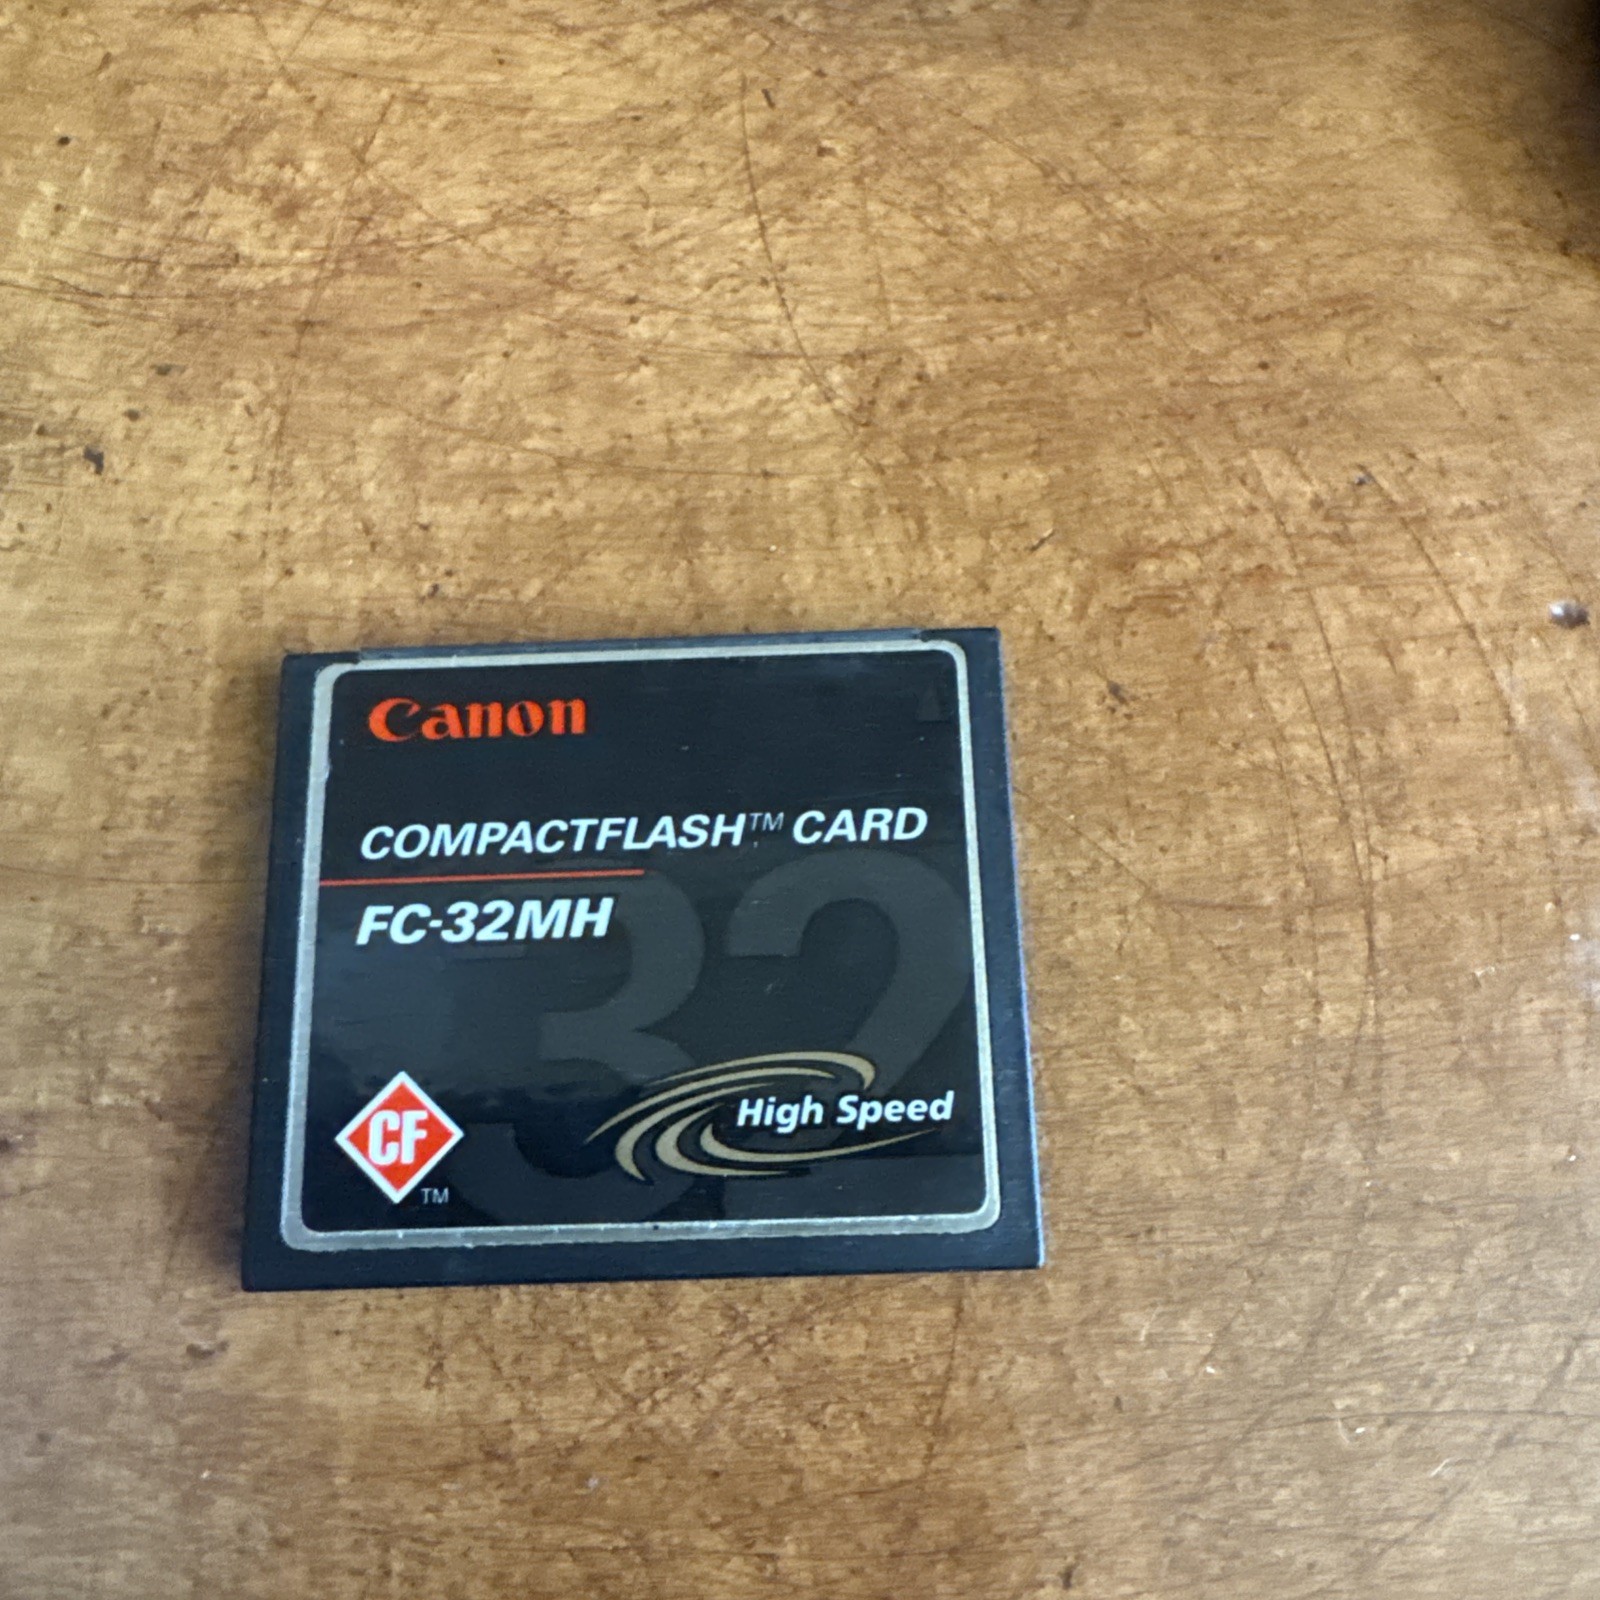 Canon
COMPACTFLASH™ CARD
FC-32MH
32
High Speed
CF
TM